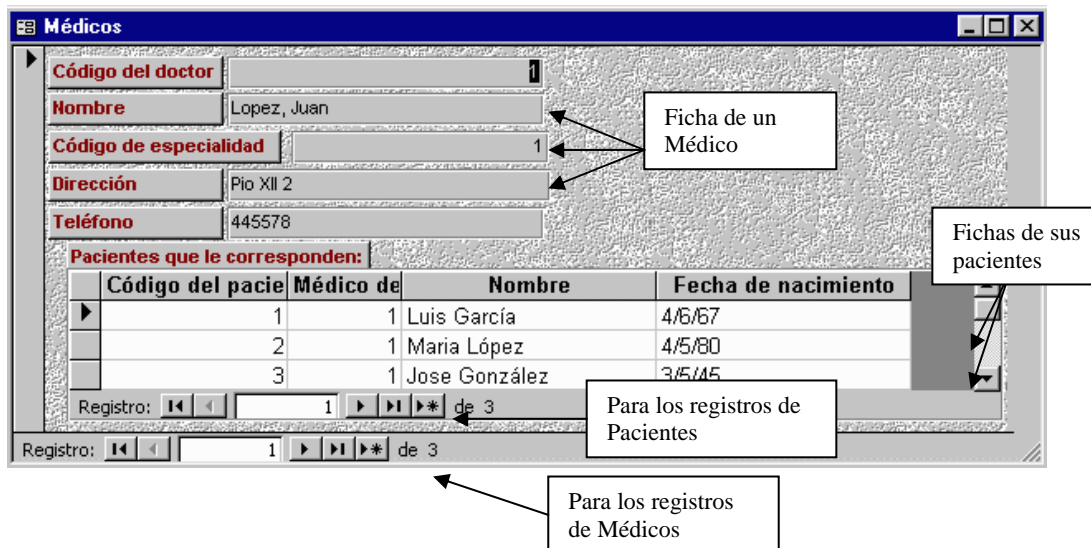 Médicos
Código del doctor 1
Nombre Lopez, Juan
Ficha de un
Médico
Código de especialidad 1
Dirección Pio XII 2
Teléfono 445578
Fichas de sus
pacientes
Pacientes que le corresponden:
Código del pacie Médico de Nombre Fecha de nacimiento
1 1 Luis García 4/6/67
2 1 Maria López 4/5/80
3 1 Jose González 3/5/45
Registro: 1 de 3
Para los registros de
Pacientes
Registro: 1 de 3
Para los registros
de Médicos